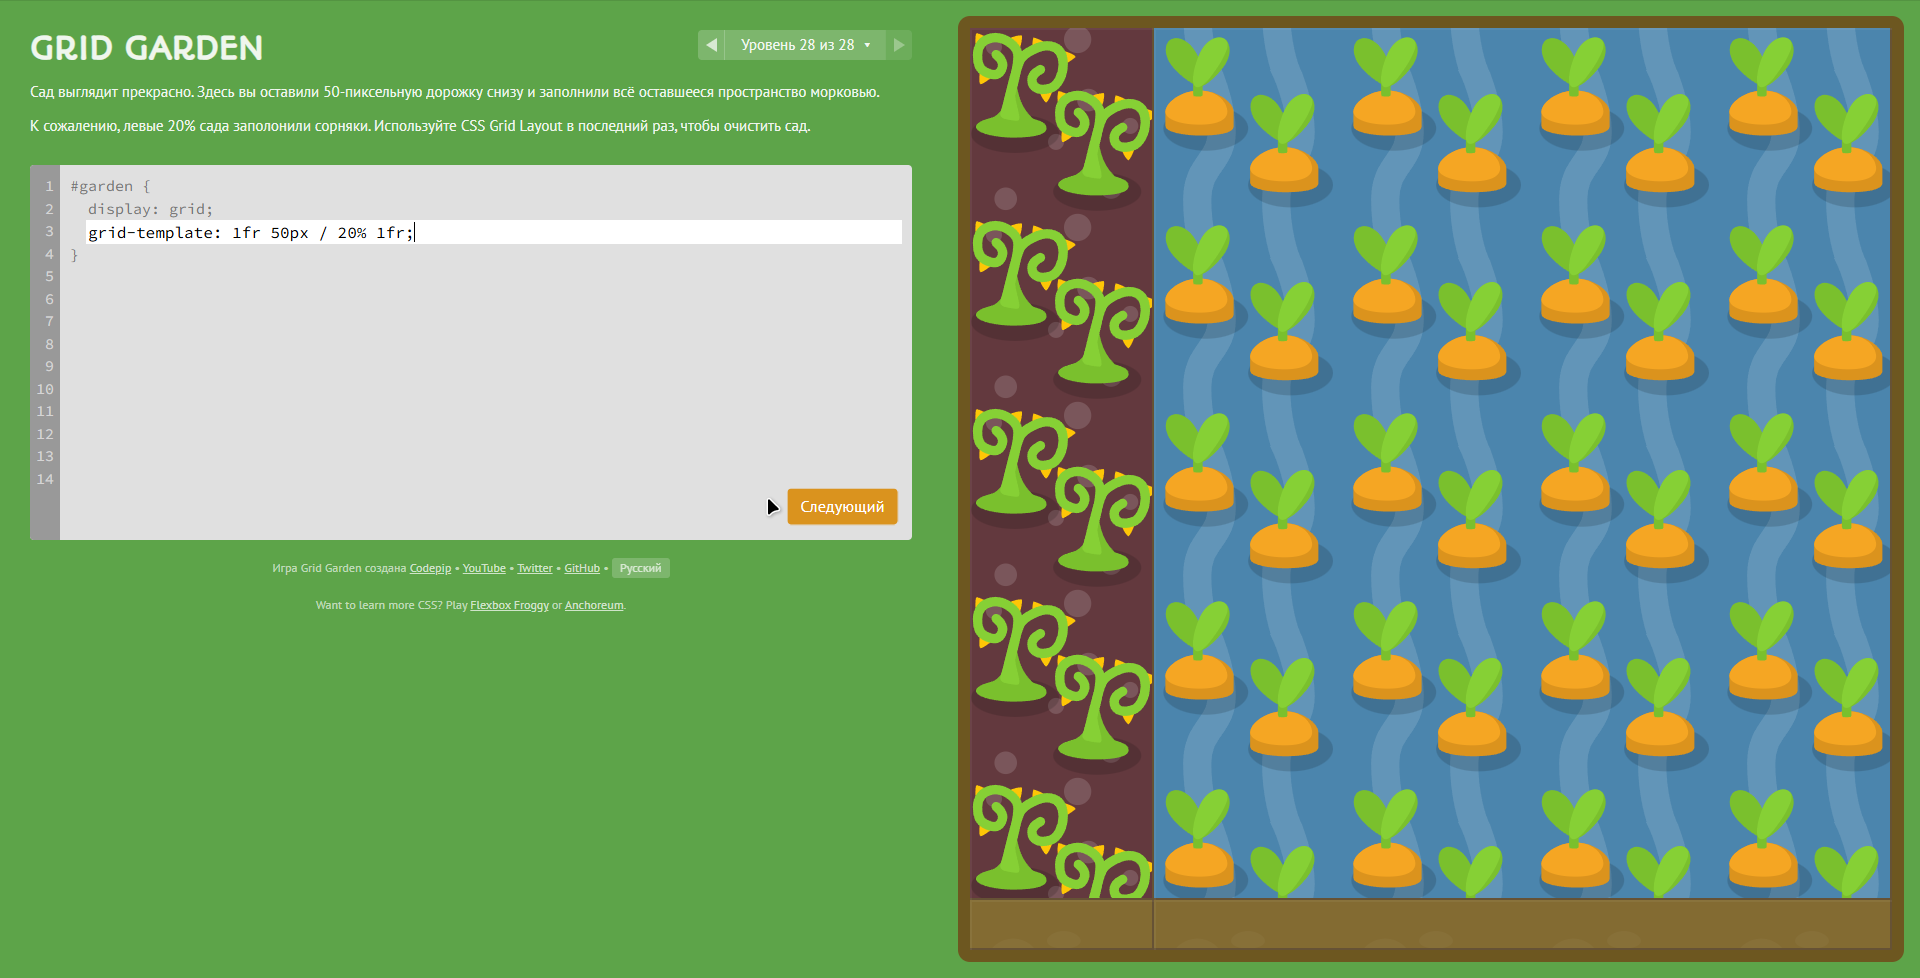 GRID GARDEN
◀ Уровень 28 из 28 ▾ ▶
Сад выглядит прекрасно. Здесь вы оставили 50-пиксельную дорожку снизу и заполнили всё оставшееся пространство морковью.
К сожалению, левые 20% сада заполонили сорняки. Используйте CSS Grid Layout в последний раз, чтобы очистить сад.
1 #garden {
2 display: grid;
3 grid-template: 1fr 50px / 20% 1fr;
4 }
5
6
7
8
9
10
11
12
13
14
Следующий
Игра Grid Garden создана Codepip • YouTube • Twitter • GitHub • Русский
Want to learn more CSS? Play Flexbox Froggy or Anchoreum.